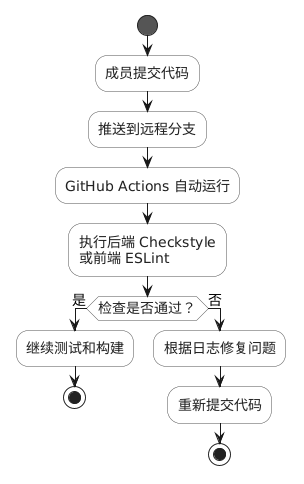 成员提交代码
推送到远程分支
GitHub Actions 自动运行
执行后端 Checkstyle
或前端 ESLint
检查是否通过？
是
否
继续测试和构建
根据日志修复问题
重新提交代码